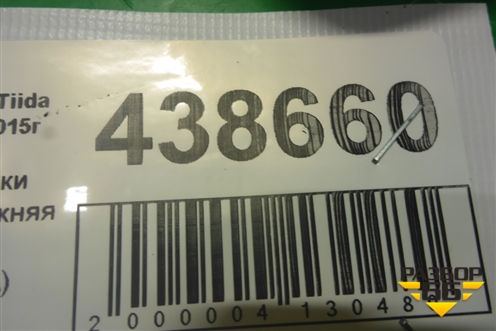 Tiida
015г
438660
ки
жняя
)
2 000004 13048
РАЗБОР